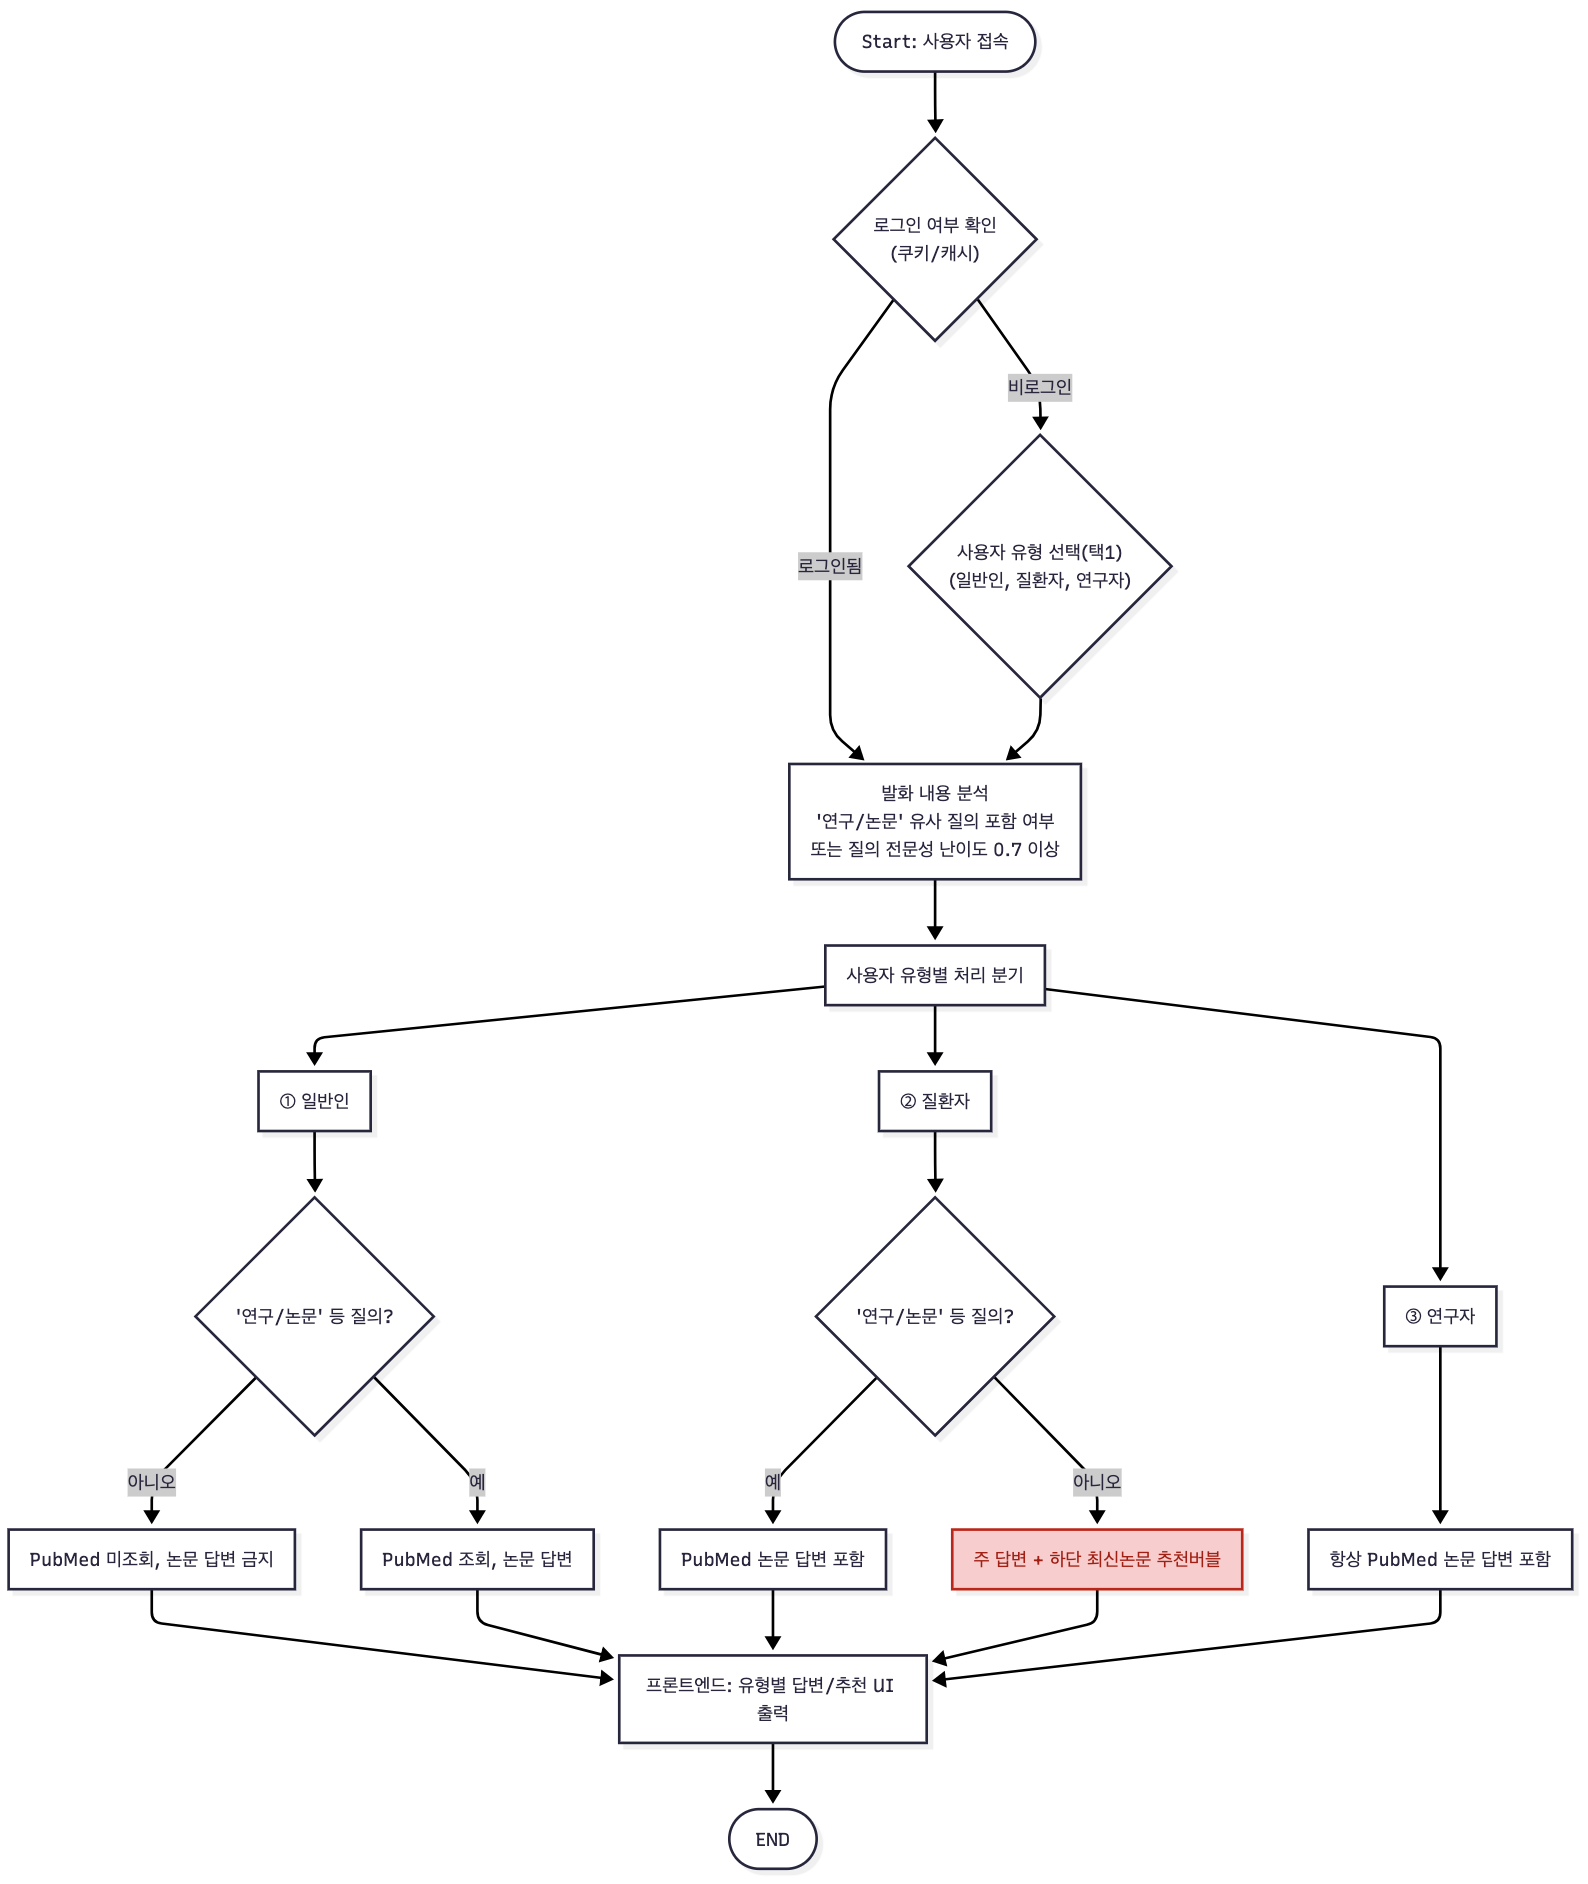 Start: 사용자 접속
로그인 여부 확인
(쿠키/캐시)
비로그인
로그인됨
사용자 유형 선택(택1)
(일반인, 질환자, 연구자)
발화 내용 분석
'연구/논문' 유사 질의 포함 여부
또는 질의 전문성 난이도 0.7 이상
사용자 유형별 처리 분기
① 일반인
② 질환자
③ 연구자
'연구/논문' 등 질의?
'연구/논문' 등 질의?
아니오
예
예
아니오
PubMed 미조회, 논문 답변 금지
PubMed 조회, 논문 답변
PubMed 논문 답변 포함
주 답변 + 하단 최신논문 추천버블
항상 PubMed 논문 답변 포함
프론트엔드: 유형별 답변/추천 UI
출력
END